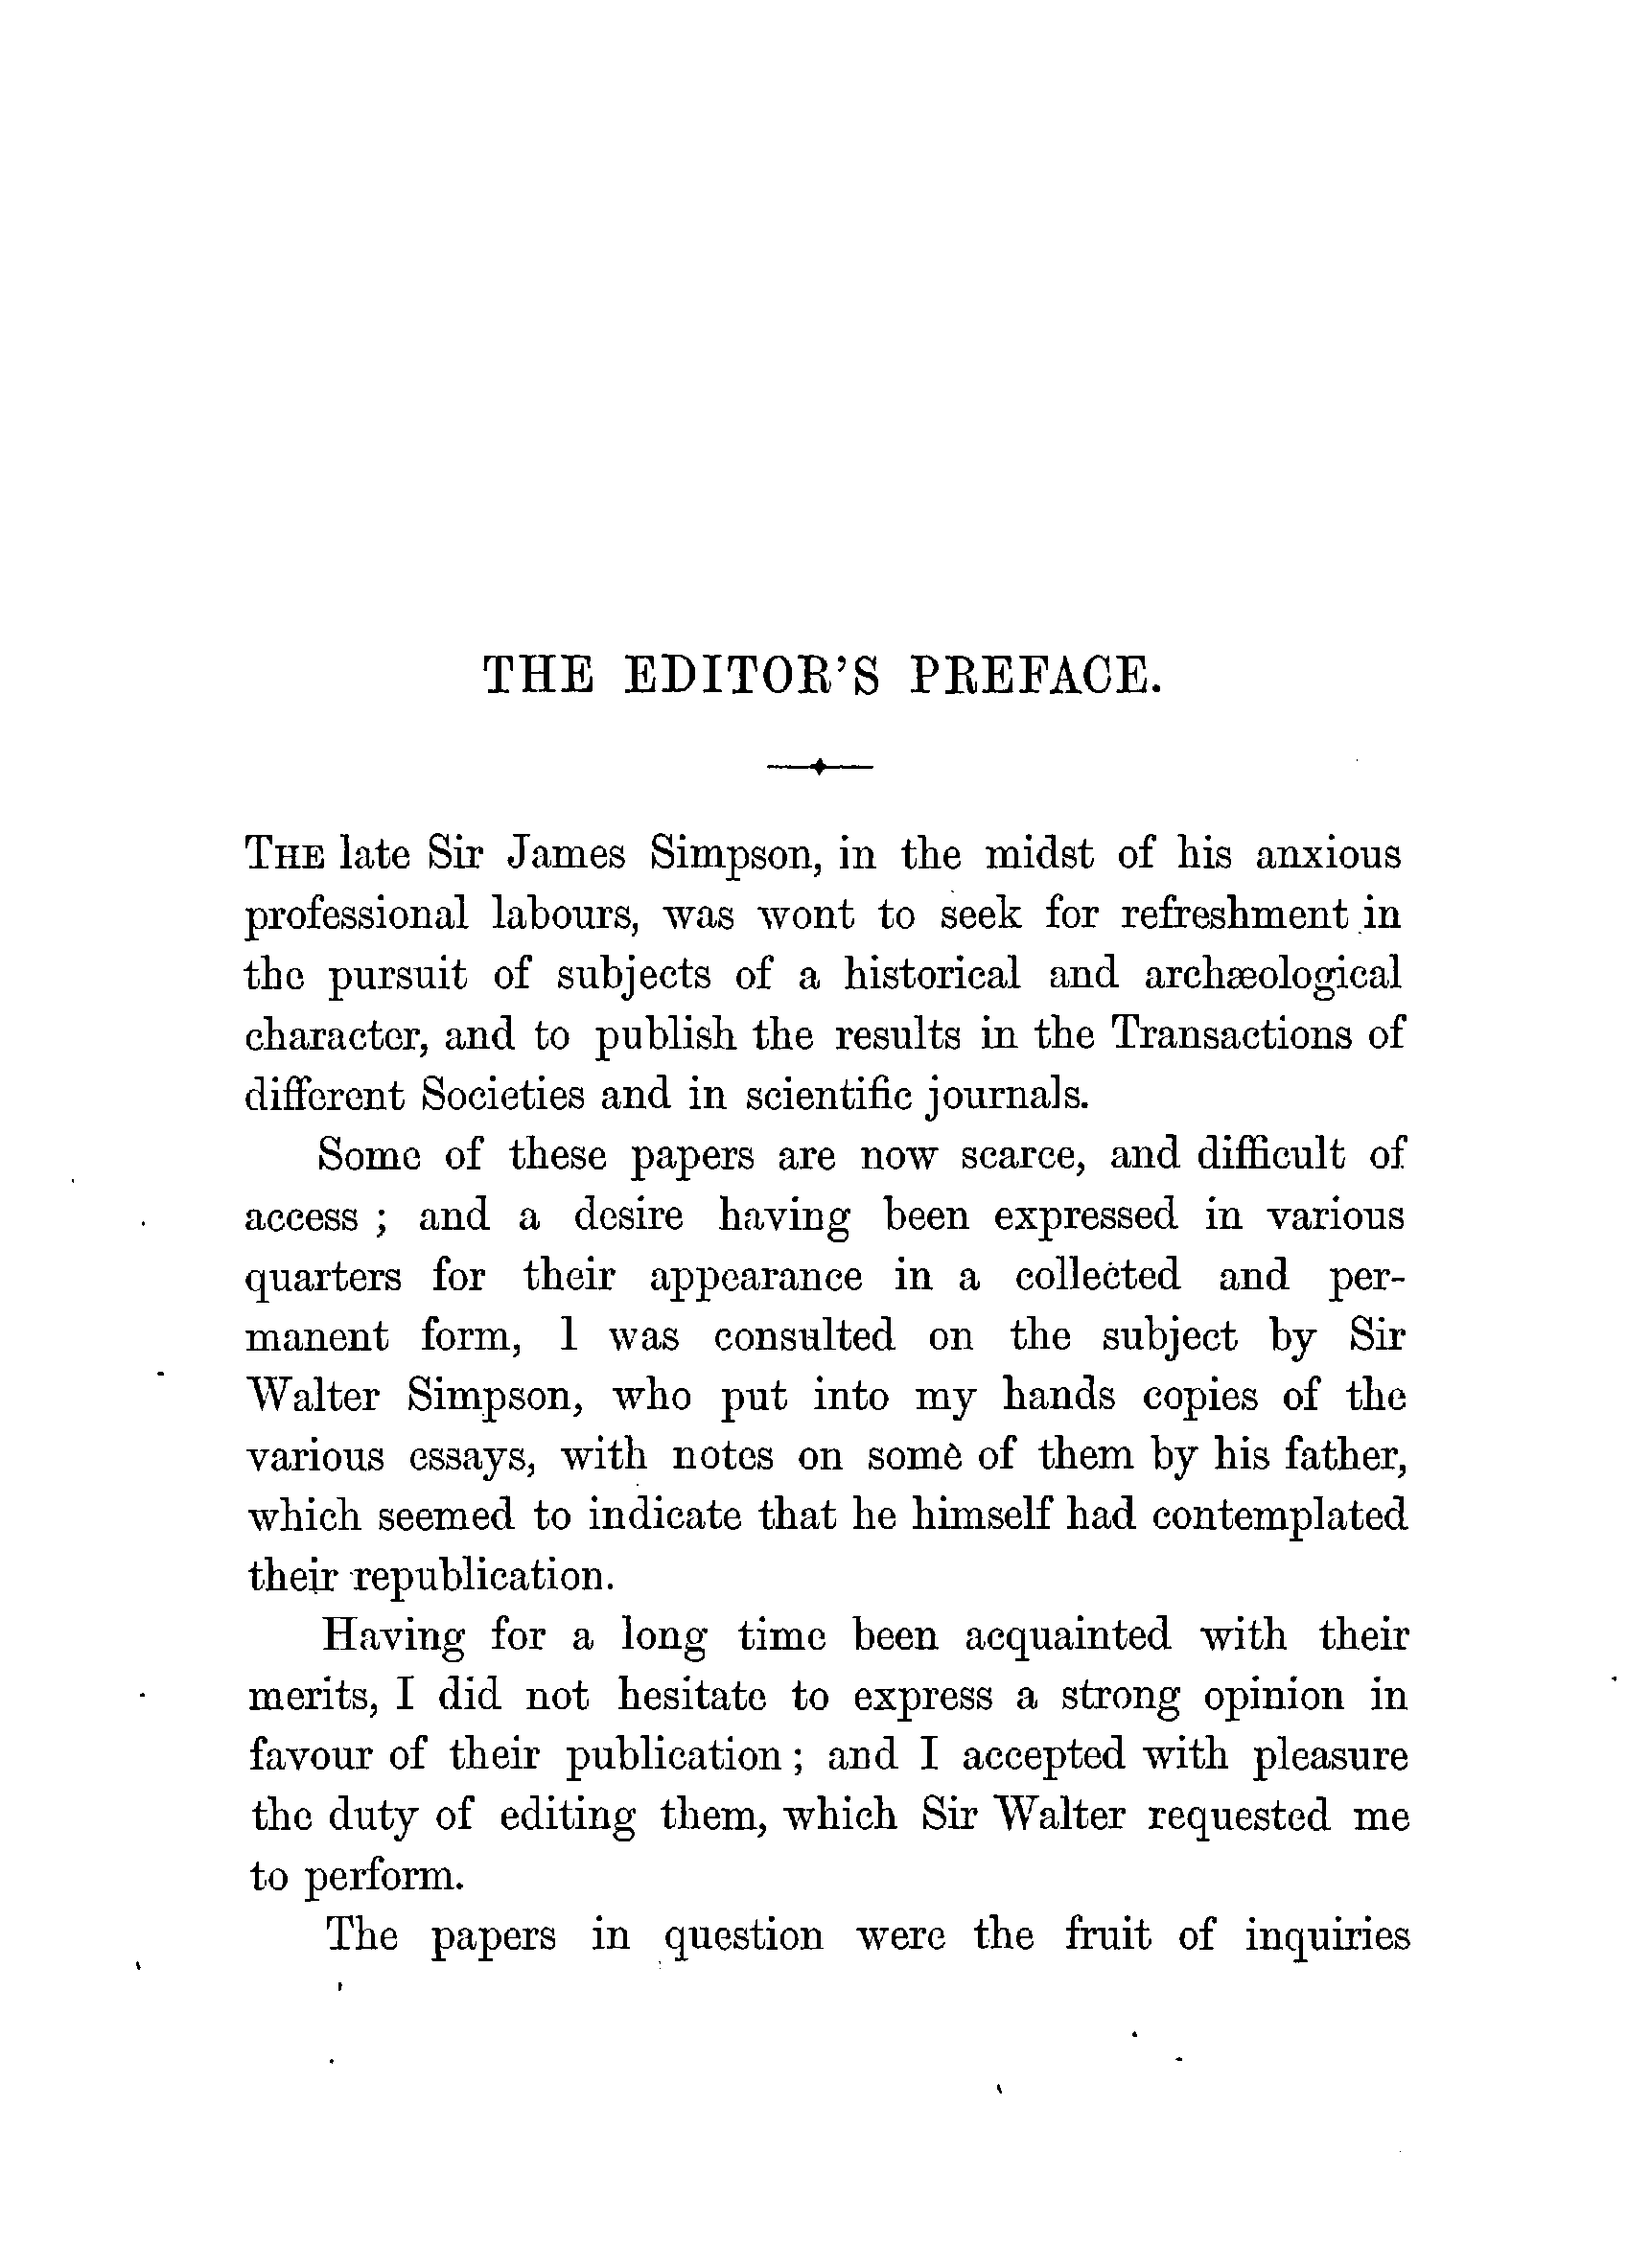 THE EDITOR'S PREFACE.
THE late Sir James Simpson, in the midst of his anxious
professional labours, was wont to seek for refreshment in
the pursuit of subjects of a historical and archæological
character, and to publish the results in the Transactions of
different Societies and in scientific journals.
Some of these papers are now scarce, and difficult of
access ; and a desire having been expressed in various
quarters for their appearance in a collected and per-
manent form, I was consulted on the subject by Sir
Walter Simpson, who put into my hands copies of the
various essays, with notes on some of them by his father,
which seemed to indicate that he himself had contemplated
their republication.
Having for a long time been acquainted with their
merits, I did not hesitate to express a strong opinion in
favour of their publication ; and I accepted with pleasure
the duty of editing them, which Sir Walter requested me
to perform.
The papers in question were the fruit of inquiries